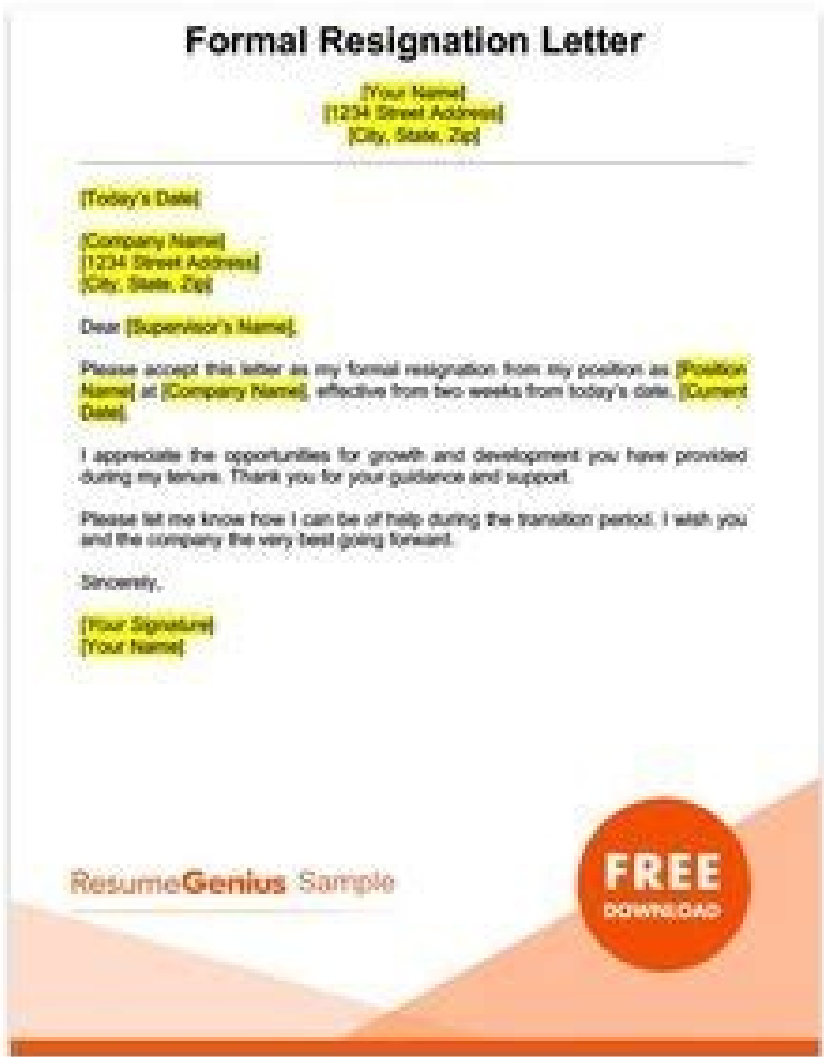 Formal Resignation Letter
[Your Name]
[1234 Street Address]
[City, State, Zip]
[Today's Date]
[Company Name]
[1234 Street Address]
[City, State, Zip]
Dear [Supervisor's Name],
Please accept this letter as my formal resignation from my position as [Position
Name] at [Company Name], effective from two weeks from today's date, [Current
Date].
I appreciate the opportunities for growth and development you have provided
during my tenure. Thank you for your guidance and support.
Please let me know how I can be of help during the transition period. I wish you
and the company the very best going forward.
Sincerely,
[Your Signature]
[Your Name]
ResumeGenius Sample
FREE
DOWNLOAD